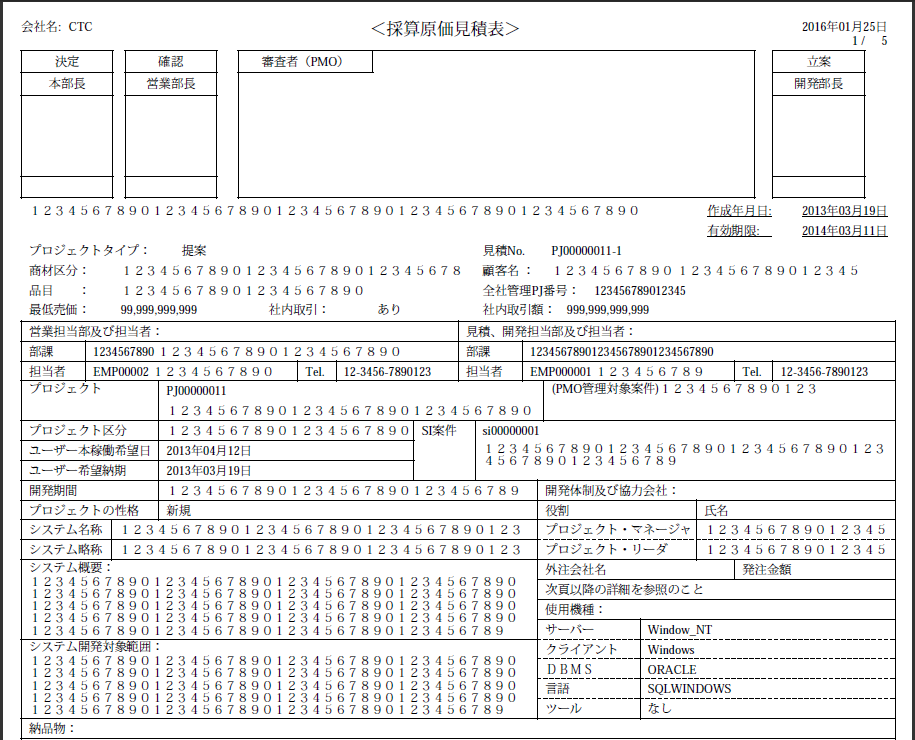 会社名: CTC
＜採算原価見積表＞
2016年01月25日
1 / 5
決定 確認 審査者（PMO） 立案
本部長 営業部長 開発部長
１２３４５６７８９０１２３４５６７８９０１２３４５６７８９０１２３４５６７８９０１２３４５６７８９０
作成年月日: 2013年03月19日
有効期限: 2014年03月11日
プロジェクトタイプ： 提案 見積No. PJ00000011-1
商材区分： １２３４５６７８９０１２３４５６７８９０１２３４５６７８ 顧客名： １２３４５６７８９０ １２３４５６７８９０１２３４５
品目 ： １２３４５６７８９０１２３４５６７８９０ 全社管理PJ番号： 123456789012345
最低売価： 99,999,999,999 社内取引： あり 社内取引額： 999,999,999,999
営業担当部及び担当者： 見積、開発担当部及び担当者：
部課 1234567890 １２３４５６７８９０１２３４５６７８９０ 部課 123456789012345678901234567890
担当者 EMP00002 １２３４５６７８９０ Tel. 12-3456-7890123 担当者 EMP000001 １２３４５６７８９ Tel. 12-3456-7890123
プロジェクト PJ00000011 (PMO管理対象案件)１２３４５６７８９０１２３
１２３４５６７８９０１２３４５６７８９０１２３４５６７８９０
プロジェクト区分 １２３４５６７８９０１２３４５６７８９０ SI案件 si00000001
ユーザー本稼働希望日 2013年04月12日 １２３４５６７８９０１２３４５６７８９０１２３４５６７８９０１２３
４５６７８９０１２３４５６７８９
ユーザー希望納期 2013年03月19日
開発期間 １２３４５６７８９０１２３４５６７８９０１２３４５６７８９ 開発体制及び協力会社：
プロジェクトの性格 新規 役割 氏名
システム名称 １２３４５６７８９０１２３４５６７８９０１２３４５６７８９０１２３ プロジェクト・マネージャ １２３４５６７８９０１２３４５
システム略称 １２３４５６７８９０１２３４５６７８９０１２３４５６７８９０１２３ プロジェクト・リーダ １２３４５６７８９０１２３４５
システム概要：
１２３４５６７８９０１２３４５６７８９０１２３４５６７８９０１２３４５６７８９０
１２３４５６７８９０１２３４５６７８９０１２３４５６７８９０１２３４５６７８９０
１２３４５６７８９０１２３４５６７８９０１２３４５６７８９０１２３４５６７８９０
１２３４５６７８９０１２３４５６７８９０１２３４５６７８９０１２３４５６７８９０
１２３４５６７８９０１２３４５６７８９０１２３４５６７８９０１２３４５６７８９
外注会社名 発注金額
次頁以降の詳細を参照のこと
使用機種：
システム開発対象範囲：
１２３４５６７８９０１２３４５６７８９０１２３４５６７８９０１２３４５６７８９０
１２３４５６７８９０１２３４５６７８９０１２３４５６７８９０１２３４５６７８９０
１２３４５６７８９０１２３４５６７８９０１２３４５６７８９０１２３４５６７８９０
１２３４５６７８９０１２３４５６７８９０１２３４５６７８９０１２３４５６７８９０
１２３４５６７８９０１２３４５６７８９０１２３４５６７８９０１２３４５６７８９
サーバー Window_NT
クライアント Windows
ＤＢＭＳ ORACLE
言語 SQLWINDOWS
ツール なし
納品物：